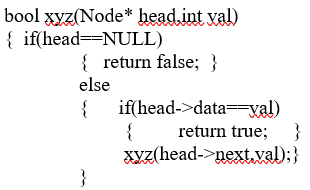 bool xyz(Node* head,int val)
{ if(head==NULL)
{ return false; }
else
{ if(head->data==val)
{ return true; }
xyz(head->next,val);}
}